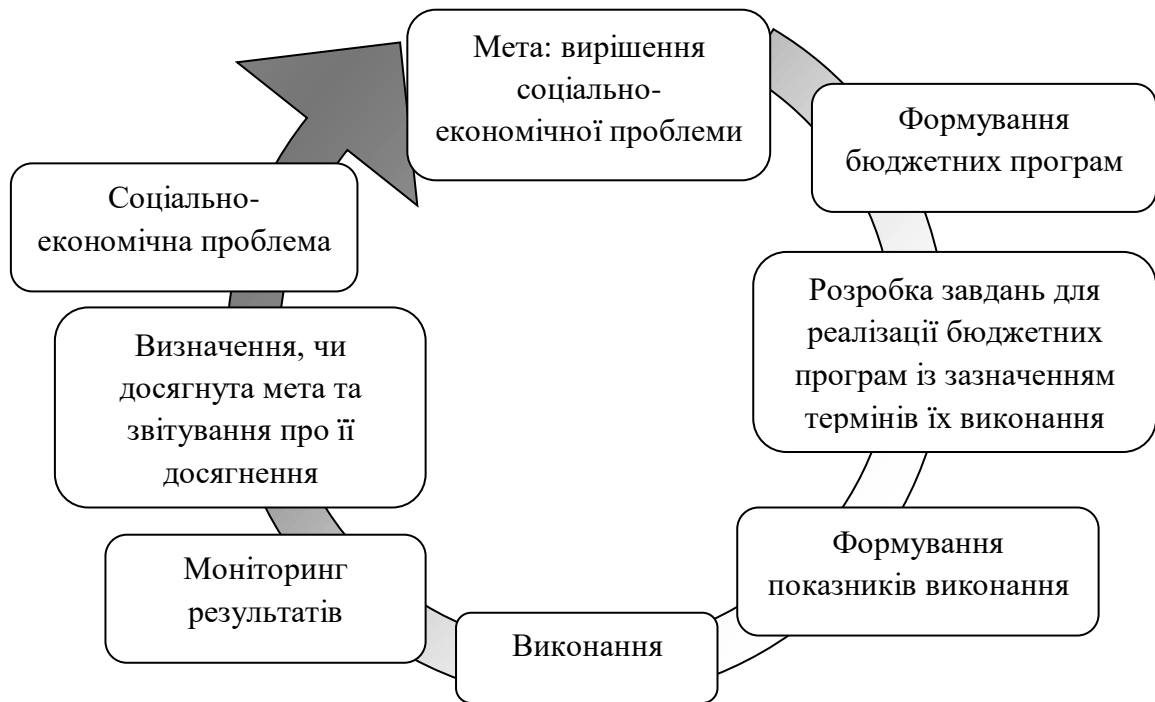 Мета: вирішення
соціально-
економічної проблеми
Формування
бюджетних програм
Розробка завдань для
реалізації бюджетних
програм із зазначенням
термінів їх виконання
Формування
показників виконання
Виконання
Моніторинг
результатів
Визначення, чи
досягнута мета та
звітування про її
досягнення
Соціально-
економічна проблема